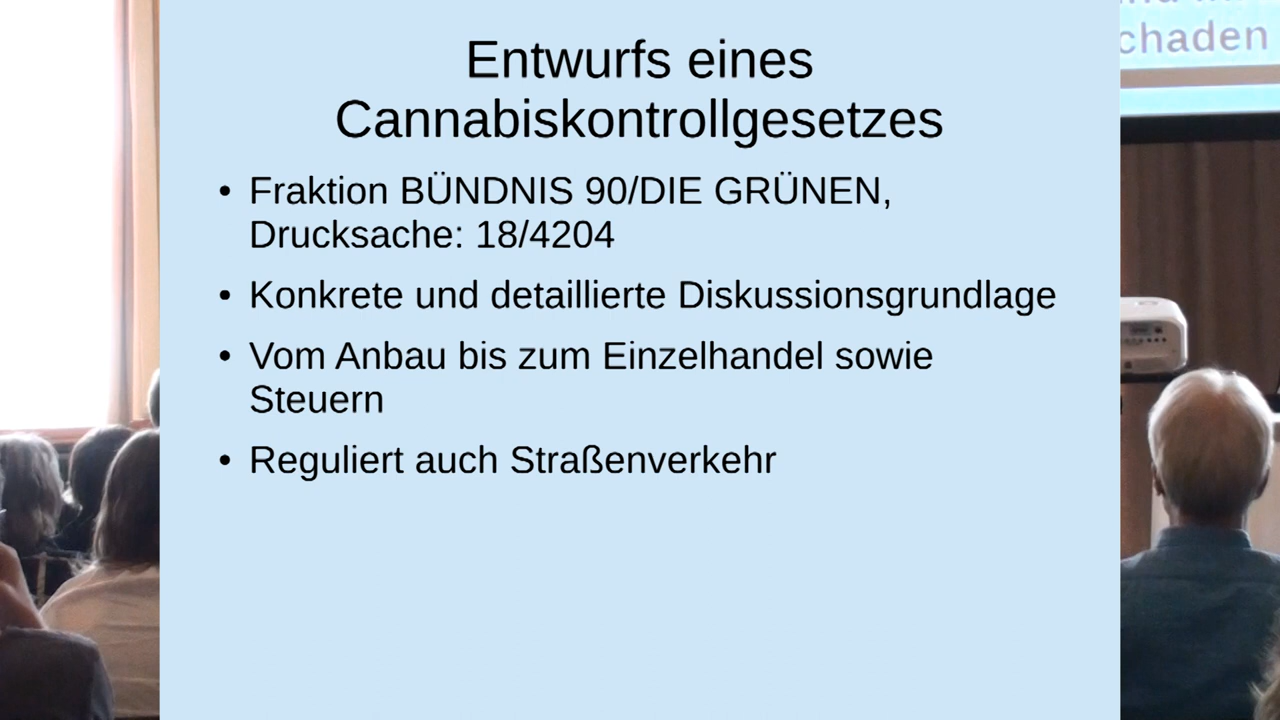 Entwurfs eines
Cannabiskontrollgesetzes
• Fraktion BÜNDNIS 90/DIE GRÜNEN,
Drucksache: 18/4204
• Konkrete und detaillierte Diskussionsgrundlage
• Vom Anbau bis zum Einzelhandel sowie
Steuern
• Reguliert auch Straßenverkehr